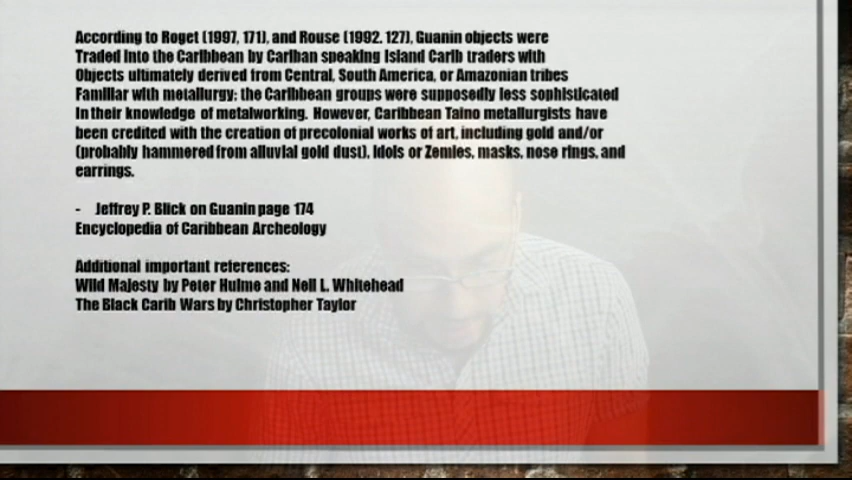 According to Roget (1997, 171), and Rouse (1992. 127), Guanin objects were
Traded into the Caribbean by Cariban speaking Island Carib traders with
Objects ultimately derived from Central, South America, or Amazonian tribes
Familiar with metallurgy; the Caribbean groups were supposedly less sophisticated
In their knowledge of metalworking. However, Caribbean Taino metallurgists have
been credited with the creation of precolonial works of art, including gold and/or
(probably hammered from alluvial gold dust), idols or Zemies, masks, nose rings, and
earrings.
- Jeffrey P. Blick on Guanin page 174
Encyclopedia of Caribbean Archeology
Additional important references:
Wild Majesty by Peter Hulme and Neil L. Whitehead
The Black Carib Wars by Christopher Taylor